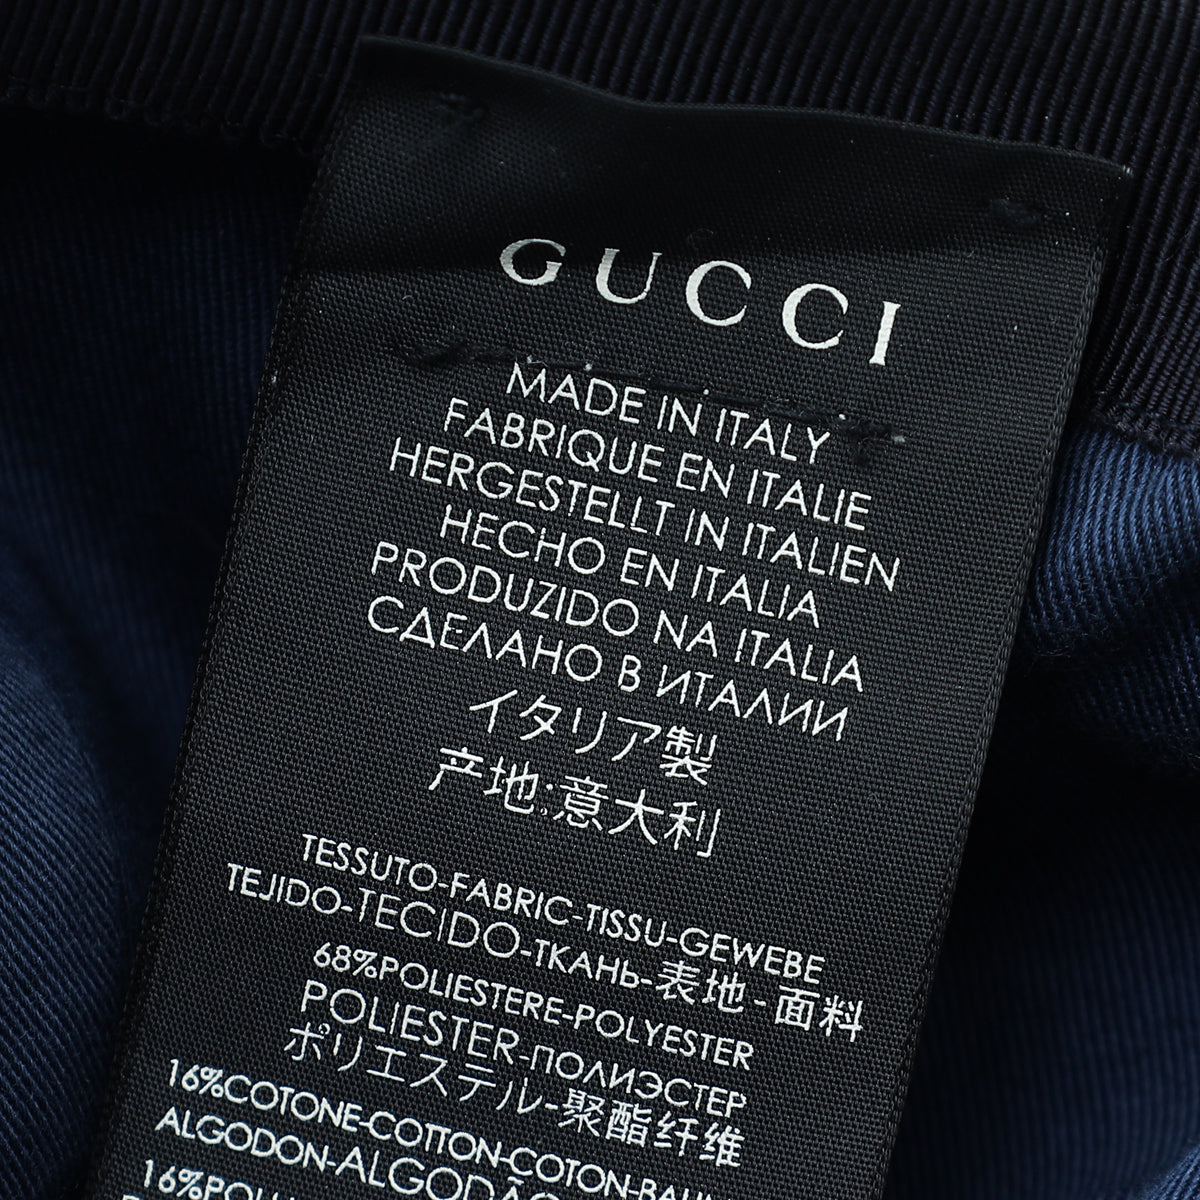 GUCCI
MADE IN ITALY
FABRIQUE EN ITALIE
HERGESTELLT IN ITALIEN
HECHO EN ITALIA
PRODUZIDO NA ITALIA
СДЕЛАНО В ИТАЛИИ
イタリア製
产地;意大利
TESSUTO-FABRIC-TISSU-GEWEBE
TEJIDO-TECIDO-ТКАНЬ-表地-面料
68%POLIESTERE-POLYESTER
POLIESTER-ПОЛИЭСТЕР
ポリエステル-聚酯纤维
16%COTONE-COTTON-COTON-BAUM
ALGODON-ALGODÃO
16%POLIU